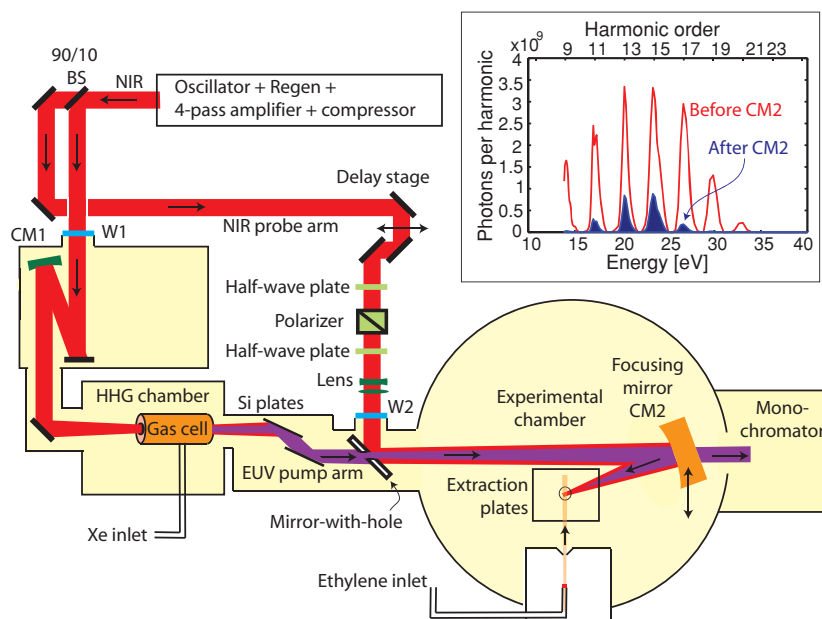 90/10
BS
NIR
Oscillator + Regen +
4-pass amplifier + compressor
Delay stage
NIR probe arm
CM1
W1
Half-wave plate
Polarizer
Half-wave plate
Lens
W2
HHG chamber
Gas cell
Si plates
EUV pump arm
Mirror-with-hole
Xe inlet
Ethylene inlet
Experimental
chamber
Extraction
plates
Focusing
mirror
CM2
Mono-
chromator
Harmonic order
9 11 13 15 17 19 21 23
x10⁹
4
3.5
3
2.5
2
1.5
1
0.5
0
Photons per harmonic
Before CM2
After CM2
10 15 20 25 30 35 40
Energy [eV]